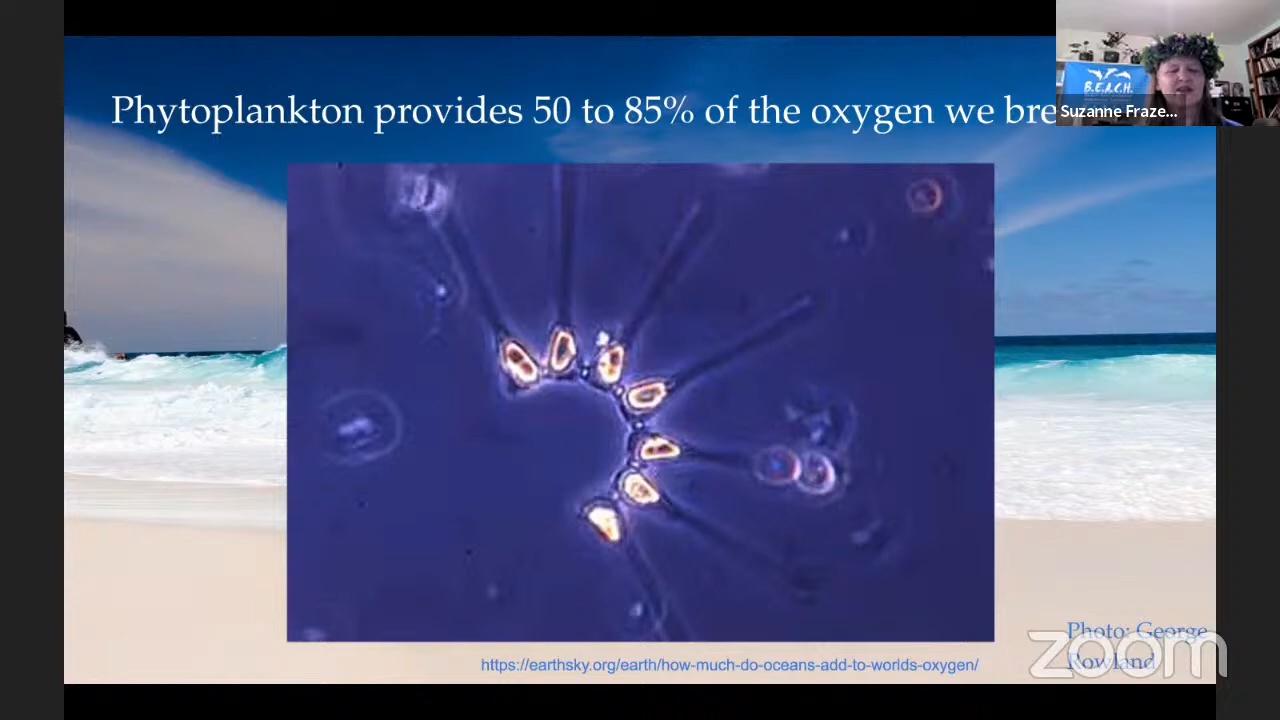 Phytoplankton provides 50 to 85% of the oxygen we bre
B.E.A.C.H.
Suzanne Fraze...
https://earthsky.org/earth/how-much-do-oceans-add-to-worlds-oxygen/
Photo: George
Rowland
zoom